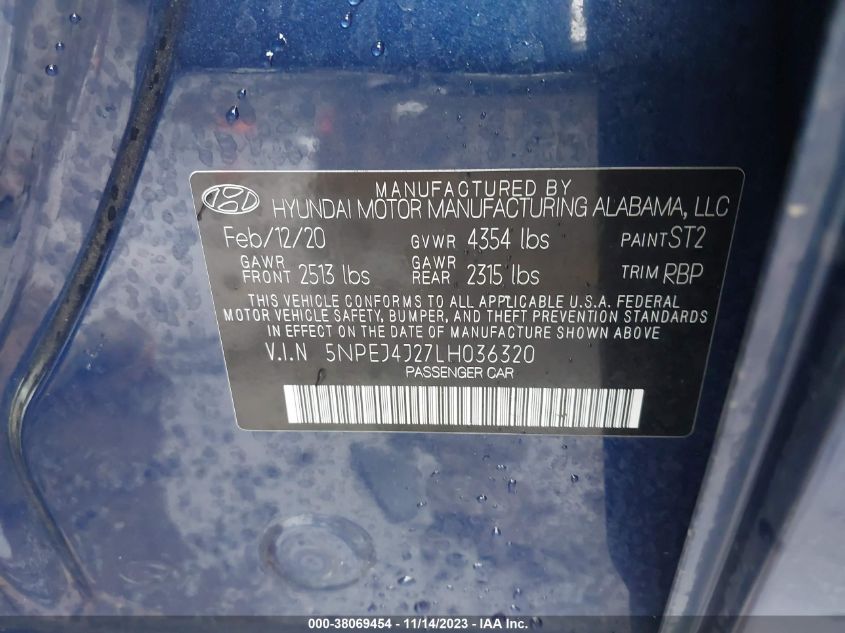 MANUFACTURED BY
HYUNDAI MOTOR MANUFACTURING ALABAMA, LLC
Feb/12/20 GVWR 4354 lbs PAINT ST2
GAWR FRONT 2513 lbs GAWR REAR 2315 lbs TRIM RBP
THIS VEHICLE CONFORMS TO ALL APPLICABLE U.S.A. FEDERAL
MOTOR VEHICLE SAFETY, BUMPER, AND THEFT PREVENTION STANDARDS
IN EFFECT ON THE DATE OF MANUFACTURE SHOWN ABOVE
V.I.N 5NPEJ4J27LH036320
PASSENGER CAR
000-38069454 - 11/14/2023 - IAAI.com